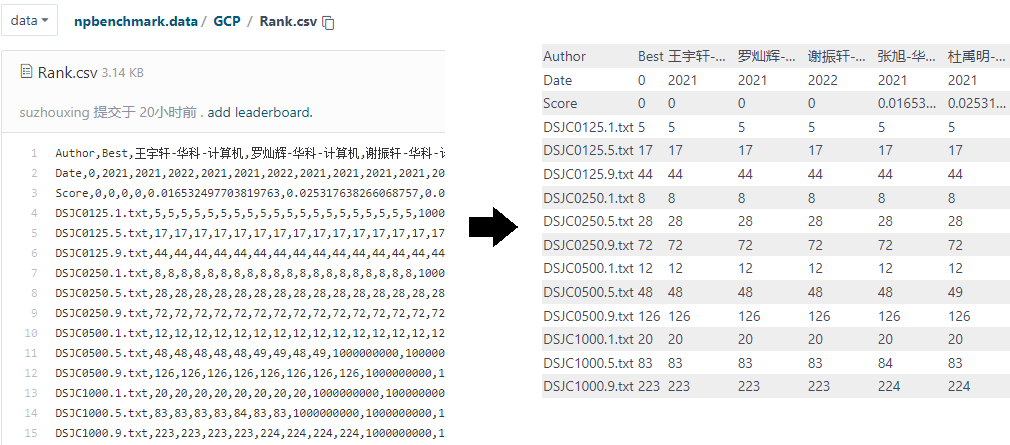 data
npbenchmark.data / GCP / Rank.csv
Rank.csv 3.14 KB
suzhouxing 提交于 20小时前 . add leaderboard.
1 Author,Best,王宇轩-华科-计算机,罗灿辉-华科-计算机,谢振轩-华科-
2 Date,0,2021,2021,2022,2021,2021,2022,2021,2021,2021,2021,20
3 Score,0,0,0,0,0.016532497703819763,0.025317638266068757,0.0
4 DSJC0125.1.txt,5,5,5,5,5,5,5,5,5,5,5,5,5,5,5,5,5,5,5,5,1000
5 DSJC0125.5.txt,17,17,17,17,17,17,17,17,17,17,17,17,17,17,17
6 DSJC0125.9.txt,44,44,44,44,44,44,44,44,44,44,44,44,44,44,44
7 DSJC0250.1.txt,8,8,8,8,8,8,8,8,8,8,8,8,8,8,8,8,8,8,8,8,1000
8 DSJC0250.5.txt,28,28,28,28,28,28,28,28,28,28,28,28,28,28,28
9 DSJC0250.9.txt,72,72,72,72,72,72,72,72,72,72,72,72,72,72,72
10 DSJC0500.1.txt,12,12,12,12,12,12,12,12,12,12,12,12,12,12,12
11 DSJC0500.5.txt,48,48,48,48,48,49,49,48,49,1000000000,100000
12 DSJC0500.9.txt,126,126,126,126,126,126,126,126,1000000000,1
13 DSJC1000.1.txt,20,20,20,20,20,20,20,20,1000000000,100000000
14 DSJC1000.5.txt,83,83,83,83,84,83,83,1000000000,1000000000,1
15 DSJC1000.9.txt,223,223,223,223,224,224,224,224,1000000000,1
Author Best 王宇轩-... 罗灿辉-... 谢振轩-... 张旭-华... 杜禹明-...
Date 0 2021 2021 2022 2021 2021
Score 0 0 0 0 0.01653... 0.02531...
DSJC0125.1.txt 5 5 5 5 5 5
DSJC0125.5.txt 17 17 17 17 17 17
DSJC0125.9.txt 44 44 44 44 44 44
DSJC0250.1.txt 8 8 8 8 8 8
DSJC0250.5.txt 28 28 28 28 28 28
DSJC0250.9.txt 72 72 72 72 72 72
DSJC0500.1.txt 12 12 12 12 12 12
DSJC0500.5.txt 48 48 48 48 48 49
DSJC0500.9.txt 126 126 126 126 126 126
DSJC1000.1.txt 20 20 20 20 20 20
DSJC1000.5.txt 83 83 83 83 84 83
DSJC1000.9.txt 223 223 223 223 224 224